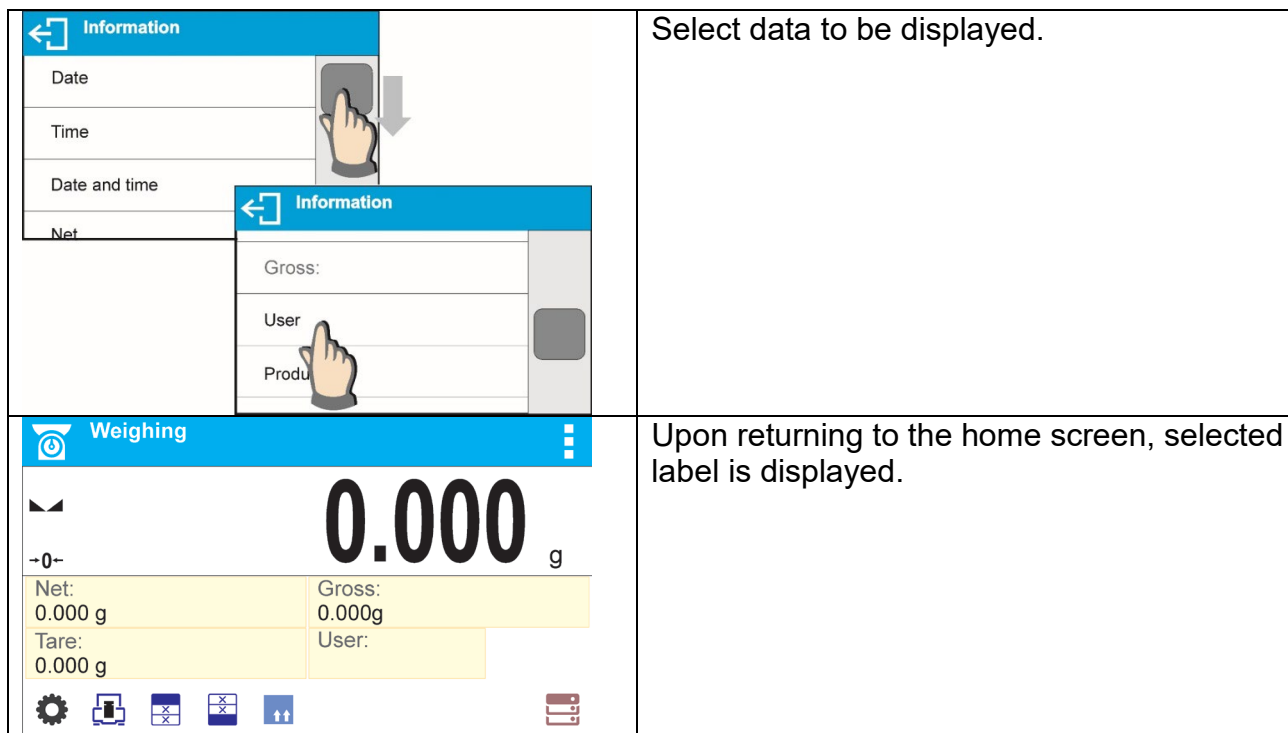 Information
Date
Time
Date and time
Net
Information
Gross:
User
Produ
Select data to be displayed.
Weighing
0.000 g
→0←
Net:
0.000 g
Gross:
0.000g
Tare:
0.000 g
User:
Upon returning to the home screen, selected
label is displayed.